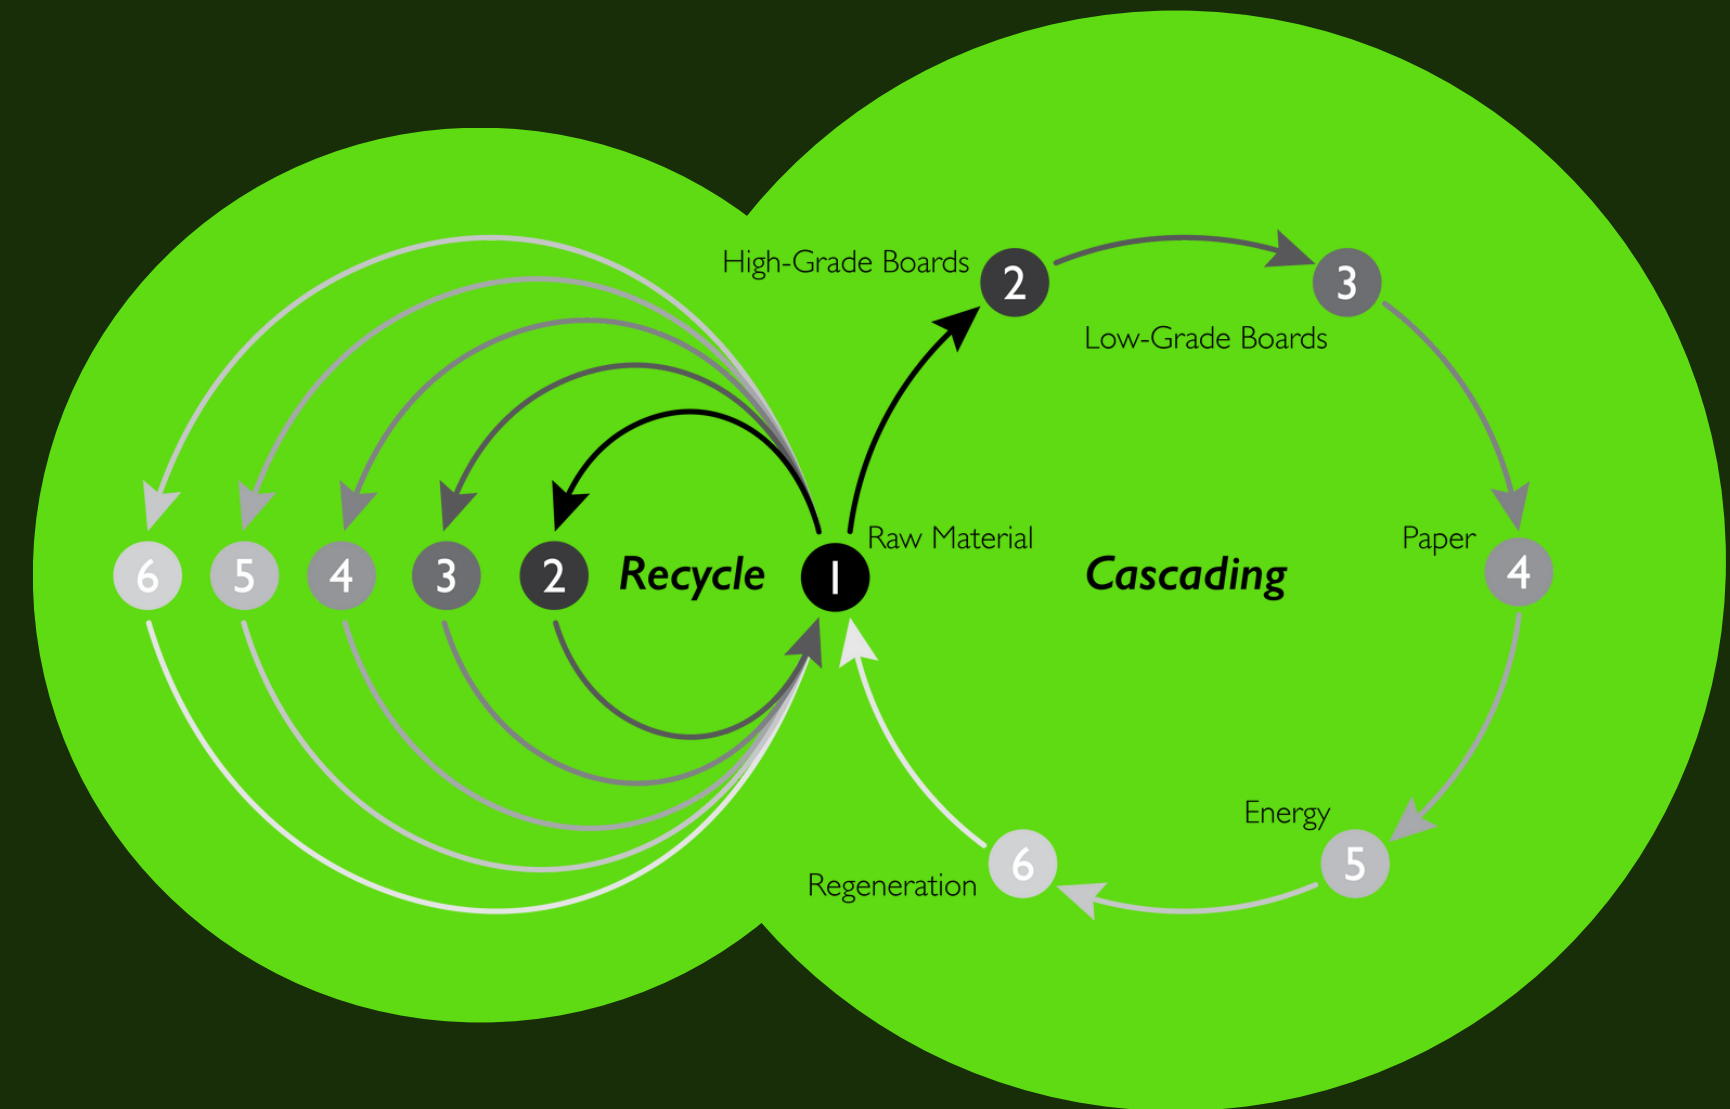 High-Grade Boards
2
3
Low-Grade Boards
Raw Material
Paper
6
5
4
3
2
Recycle
1
Cascading
4
Energy
5
6
Regeneration